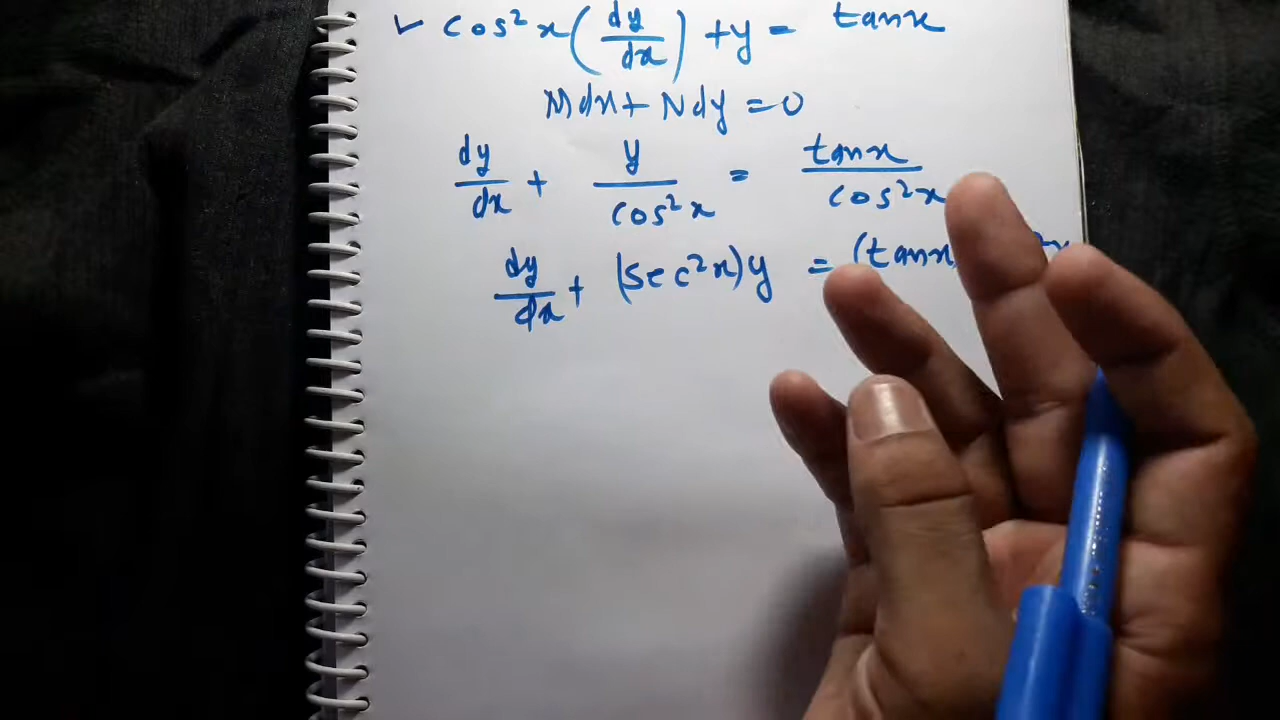 ✓ cos²x (dy/dx) + y = tanx
Mdx + Ndy = 0
dy/dx + y/cos²x = tanx/cos²x
dy/dx + (sec²x)y = (tanx